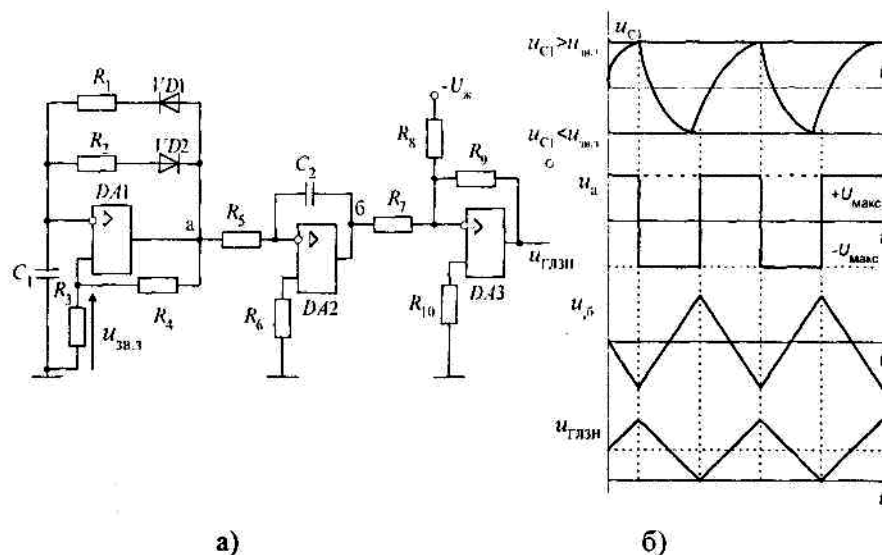 R₁
VD1
R₂
VD2
DA1
C₁
R₃
R₄
uзв.з
а
R₅
C₂
DA2
R₆
б
R₇
-Uж
R₈
R₉
DA3
R₁₀
uГЛЗН
а)
uC1
uC1>uзв.з
uC1<uзв.з
0
uа
+Uмакс
-Uмакс
uб
uГЛЗН
t
б)